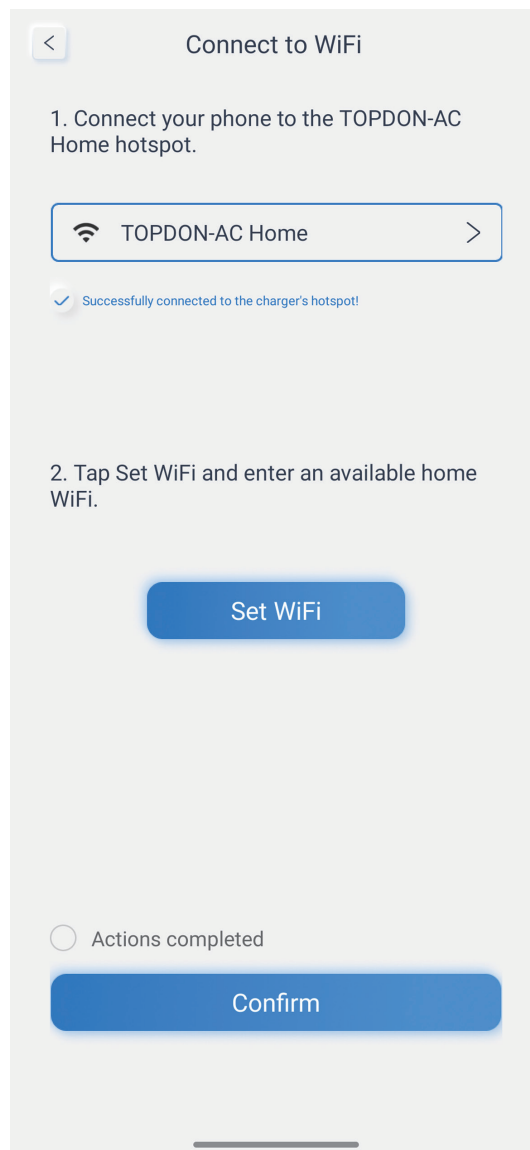 Connect to WiFi
1. Connect your phone to the TOPDON-AC
Home hotspot.
TOPDON-AC Home
Successfully connected to the charger's hotspot!
2. Tap Set WiFi and enter an available home
WiFi.
Set WiFi
Actions completed
Confirm